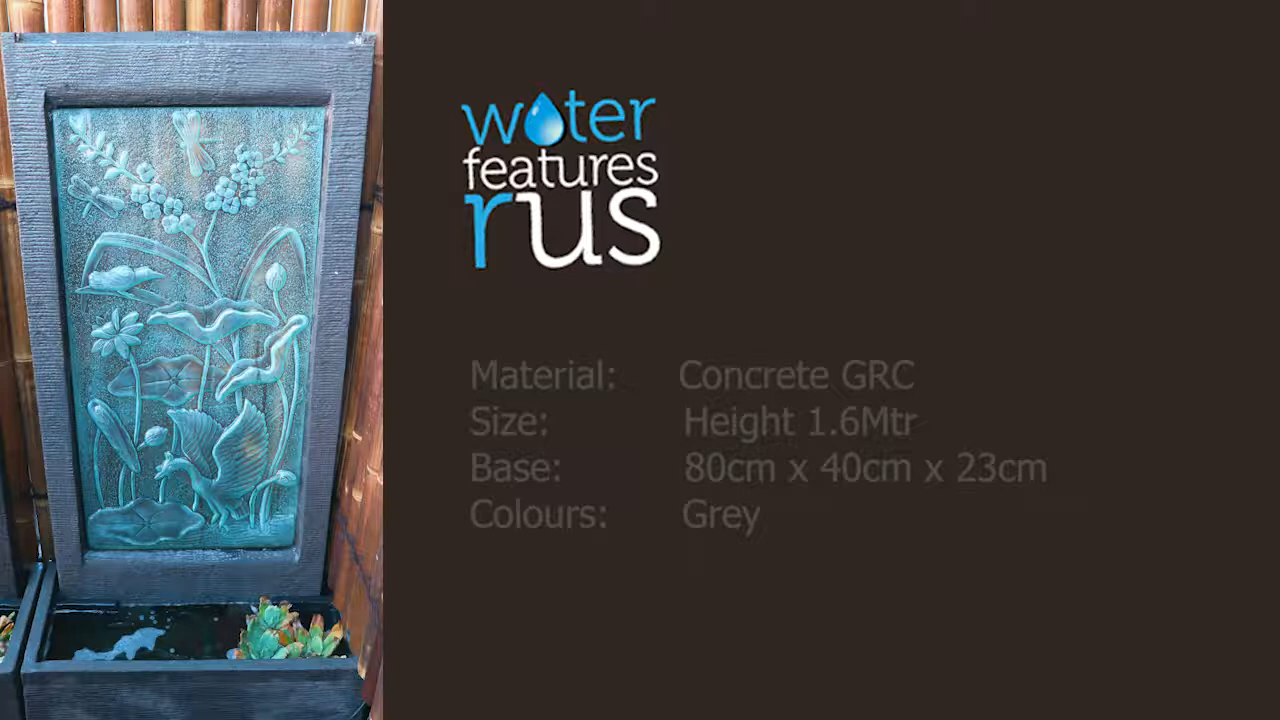 water
features
rus
Material: Concrete GRC
Size: Height 1.6Mtr
Base: 80cm x 40cm x 23cm
Colours: Grey